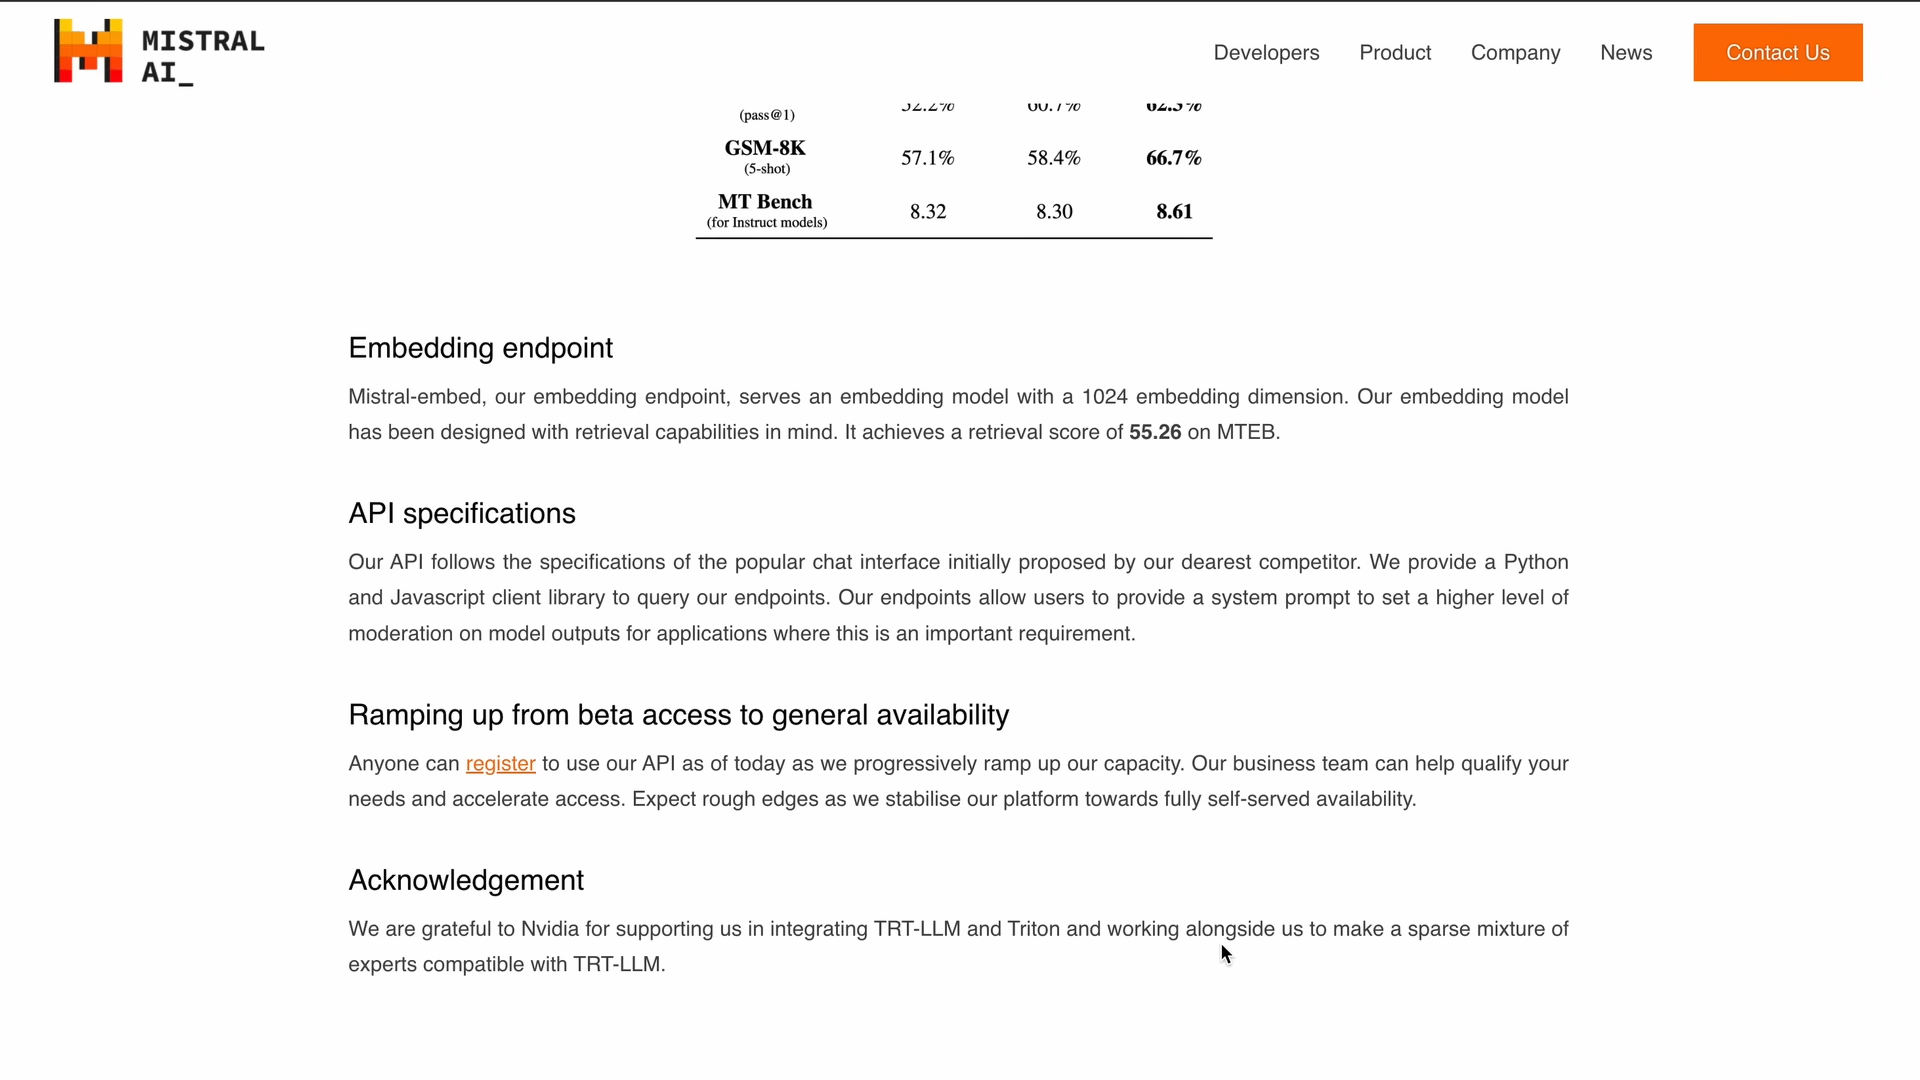 MISTRAL
AI_
Developers Product Company News Contact Us
(pass@1)
GSM-8K 57.1% 58.4% 66.7%
(5-shot)
MT Bench 8.32 8.30 8.61
(for Instruct models)
Embedding endpoint
Mistral-embed, our embedding endpoint, serves an embedding model with a 1024 embedding dimension. Our embedding model
has been designed with retrieval capabilities in mind. It achieves a retrieval score of 55.26 on MTEB.
API specifications
Our API follows the specifications of the popular chat interface initially proposed by our dearest competitor. We provide a Python
and Javascript client library to query our endpoints. Our endpoints allow users to provide a system prompt to set a higher level of
moderation on model outputs for applications where this is an important requirement.
Ramping up from beta access to general availability
Anyone can register to use our API as of today as we progressively ramp up our capacity. Our business team can help qualify your
needs and accelerate access. Expect rough edges as we stabilise our platform towards fully self-served availability.
Acknowledgement
We are grateful to Nvidia for supporting us in integrating TRT-LLM and Triton and working alongside us to make a sparse mixture of
experts compatible with TRT-LLM.